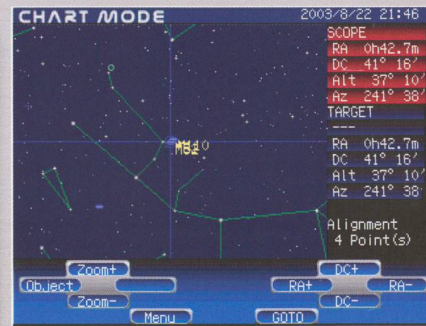 CHART MODE 2003/8/22 21:46
SCOPE
RA 0h42.7m
DC 41° 16′
Alt 37° 10′
Az 241° 38′
TARGET
---
RA 0h42.7m
DC 41° 16′
Alt 37° 10′
Az 241° 38′
Alignment
4 Point(s)
Zoom+ DC+
Object RA+ RA-
Zoom- DC-
Menu GOTO